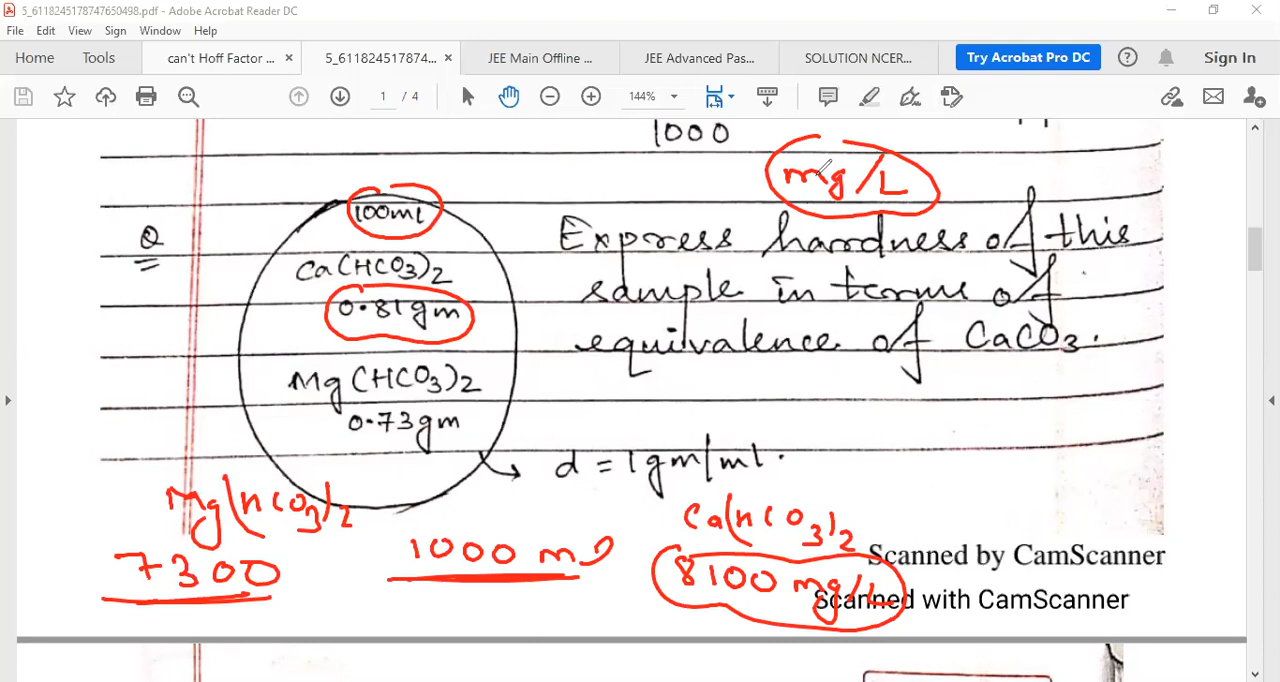 5_6118245178747650498.pdf - Adobe Acrobat Reader DC
File Edit View Sign Window Help
Home Tools can't Hoff Factor ... × 5_611824517874... × JEE Main Offline ... JEE Advanced Pas... SOLUTION NCER... Try Acrobat Pro DC Sign In
1 / 4 144%
1000
mg/L
100ml
Q
Ca(HCO3)2
0.81gm
Mg(HCO3)2
0.73gm
Express hardness of this
sample in terms of
equivalence of CaCO3.
d = 1gm/ml.
Mg(HCO3)2
7300
1000 ml
Ca(HCO3)2
8100 mg/L
Scanned by CamScanner
Scanned with CamScanner